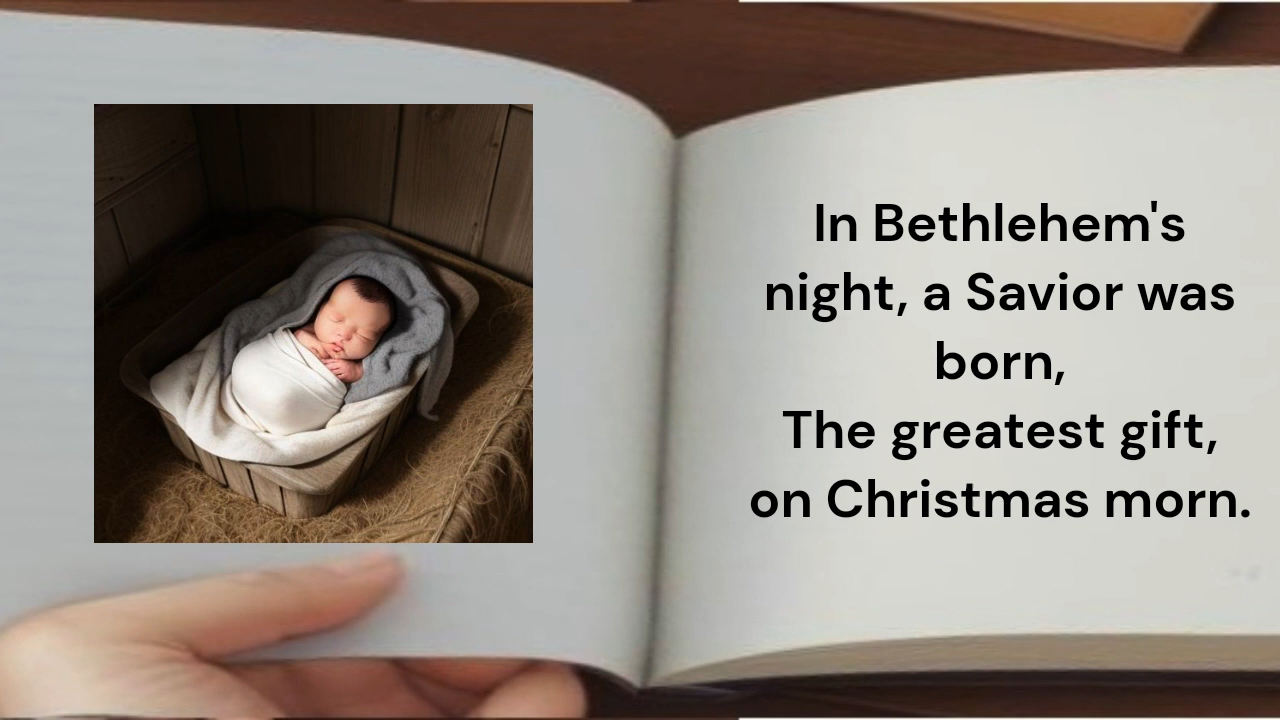 In Bethlehem's
night, a Savior was
born,
The greatest gift,
on Christmas morn.